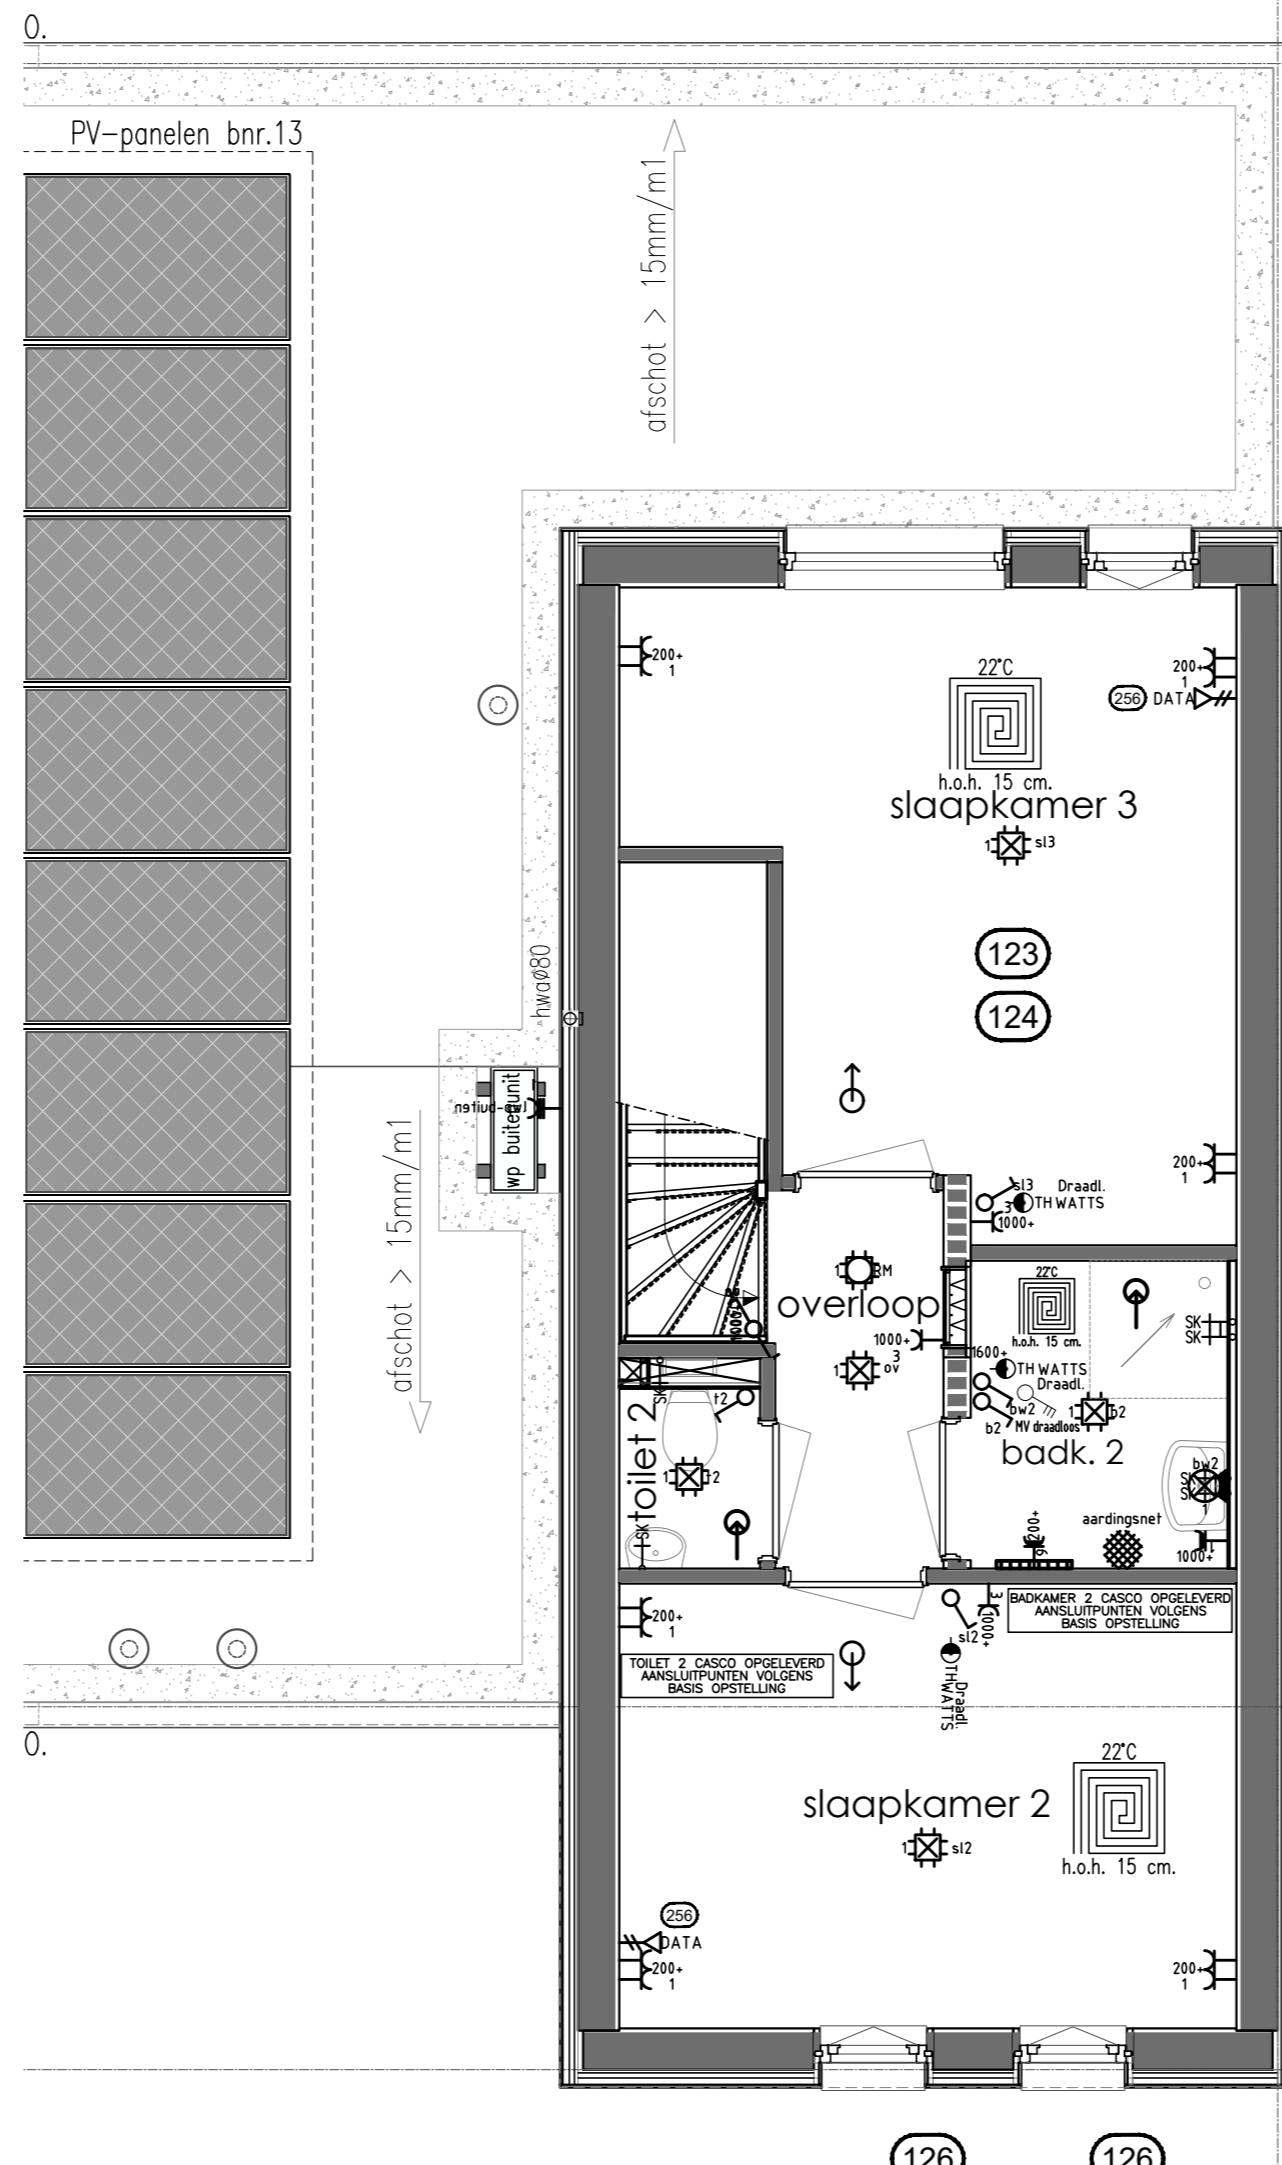 0.
PV-panelen bnr.13
afschot > 15mm/m1
200+
1
22°C
h.o.h. 15 cm.
slaapkamer 3
1 sl3
200+
1
256 DATA
123
124
hwaø80
wp buitenunit
lwp-buiten
afschot > 15mm/m1
200+
1
sl3
Draadl.
TH WATTS
3
1000+
1 RM
overloop
1000+
3
1 ov
22°C
h.o.h. 15 cm.
SK
SK
1600+
TH WATTS
Draadl.
bw2
b2
MV draadloos
1 b2
badk. 2
bw2
SK
SK
1
aardingsnet
1000+
SK
t2
toilet 2
1 t2
SK
200+
1
TOILET 2 CASCO OPGELEVERD
AANSLUITPUNTEN VOLGENS
BASIS OPSTELLING
3
1000+
sl2
Draadl.
TH WATTS
BADKAMER 2 CASCO OPGELEVERD
AANSLUITPUNTEN VOLGENS
BASIS OPSTELLING
0.
22°C
h.o.h. 15 cm.
slaapkamer 2
1 sl2
256
DATA
200+
1
200+
1
126
126